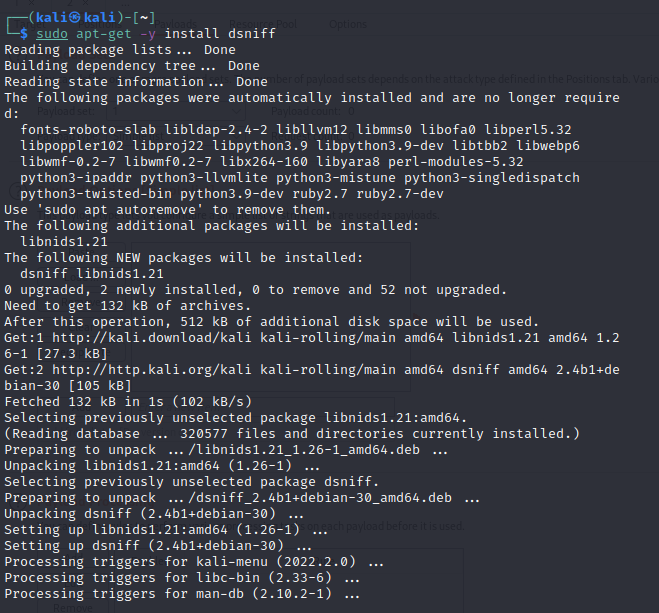 ┌──(kali㉿kali)-[~]
└─$ sudo apt-get -y install dsniff
Reading package lists... Done
Building dependency tree... Done
Reading state information... Done
The following packages were automatically installed and are no longer require
d:
  fonts-roboto-slab libldap-2.4-2 libllvm12 libmms0 libofa0 libperl5.32
  libpoppler102 libproj22 libpython3.9 libpython3.9-dev libtbb2 libwebp6
  libwmf-0.2-7 libwmf0.2-7 libx264-160 libyara8 perl-modules-5.32
  python3-ipaddr python3-llvmlite python3-mistune python3-singledispatch
  python3-twisted-bin python3.9-dev ruby2.7 ruby2.7-dev
Use 'sudo apt autoremove' to remove them.
The following additional packages will be installed:
  libnids1.21
The following NEW packages will be installed:
  dsniff libnids1.21
0 upgraded, 2 newly installed, 0 to remove and 52 not upgraded.
Need to get 132 kB of archives.
After this operation, 512 kB of additional disk space will be used.
Get:1 http://kali.download/kali kali-rolling/main amd64 libnids1.21 amd64 1.2
6-1 [27.3 kB]
Get:2 http://http.kali.org/kali kali-rolling/main amd64 dsniff amd64 2.4b1+de
bian-30 [105 kB]
Fetched 132 kB in 1s (102 kB/s)
Selecting previously unselected package libnids1.21:amd64.
(Reading database ... 320577 files and directories currently installed.)
Preparing to unpack .../libnids1.21_1.26-1_amd64.deb ...
Unpacking libnids1.21:amd64 (1.26-1) ...
Selecting previously unselected package dsniff.
Preparing to unpack .../dsniff_2.4b1+debian-30_amd64.deb ...
Unpacking dsniff (2.4b1+debian-30) ...
Setting up libnids1.21:amd64 (1.26-1) ...
Setting up dsniff (2.4b1+debian-30) ...
Processing triggers for kali-menu (2022.2.0) ...
Processing triggers for libc-bin (2.33-6) ...
Processing triggers for man-db (2.10.2-1) ...